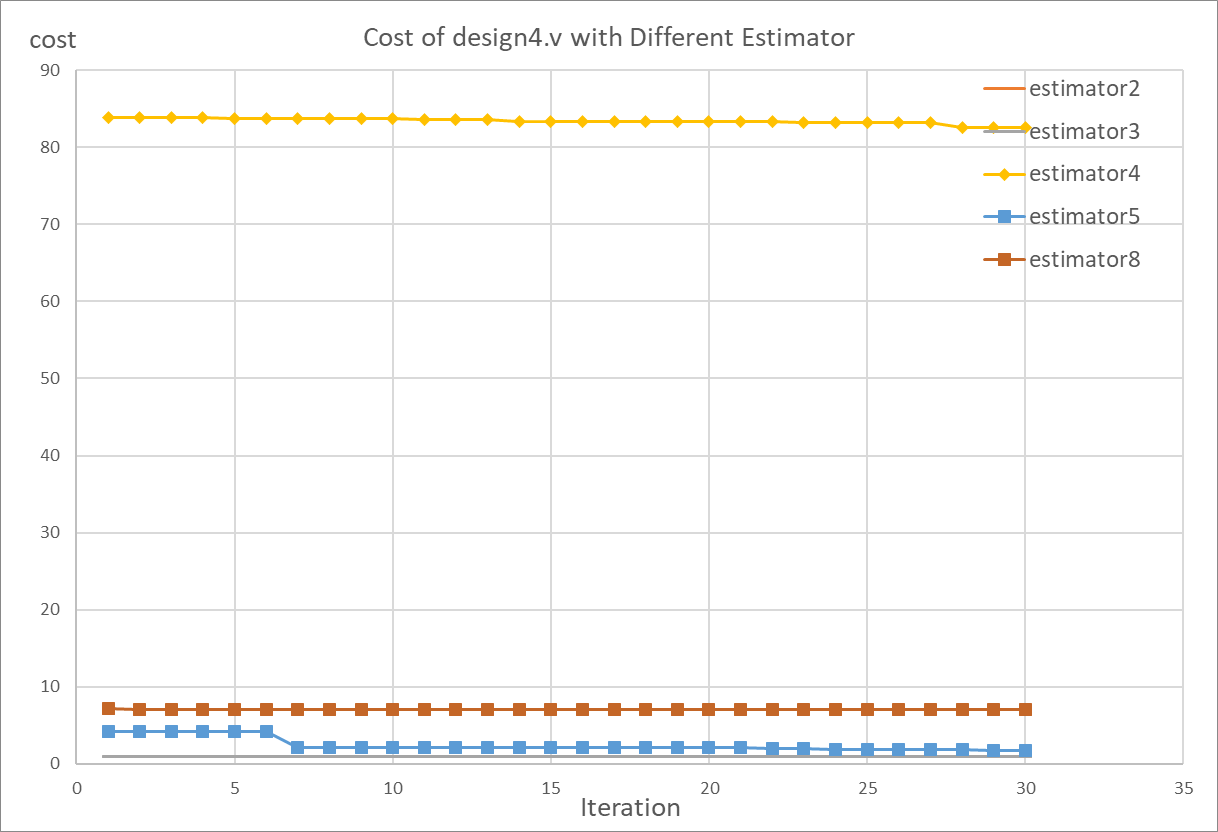 Cost of design4.v with Different Estimator
cost
90
80
70
60
50
40
30
20
10
0
estimator2
estimator3
estimator4
estimator5
estimator8
0 5 10 15 20 25 30 35
Iteration